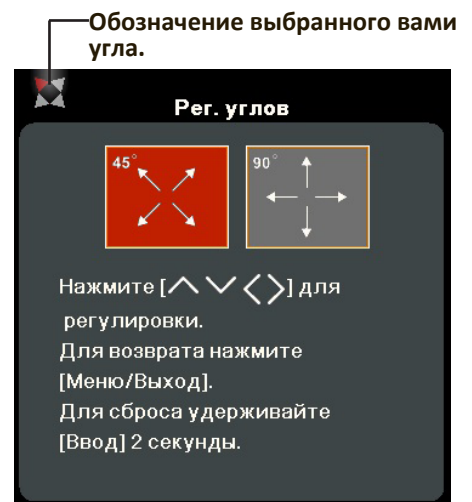 Обозначение выбранного вами
угла.
Рег. углов
45° 90°
Нажмите [∧∨<>] для
регулировки.
Для возврата нажмите
[Меню/Выход].
Для сброса удерживайте
[Ввод] 2 секунды.